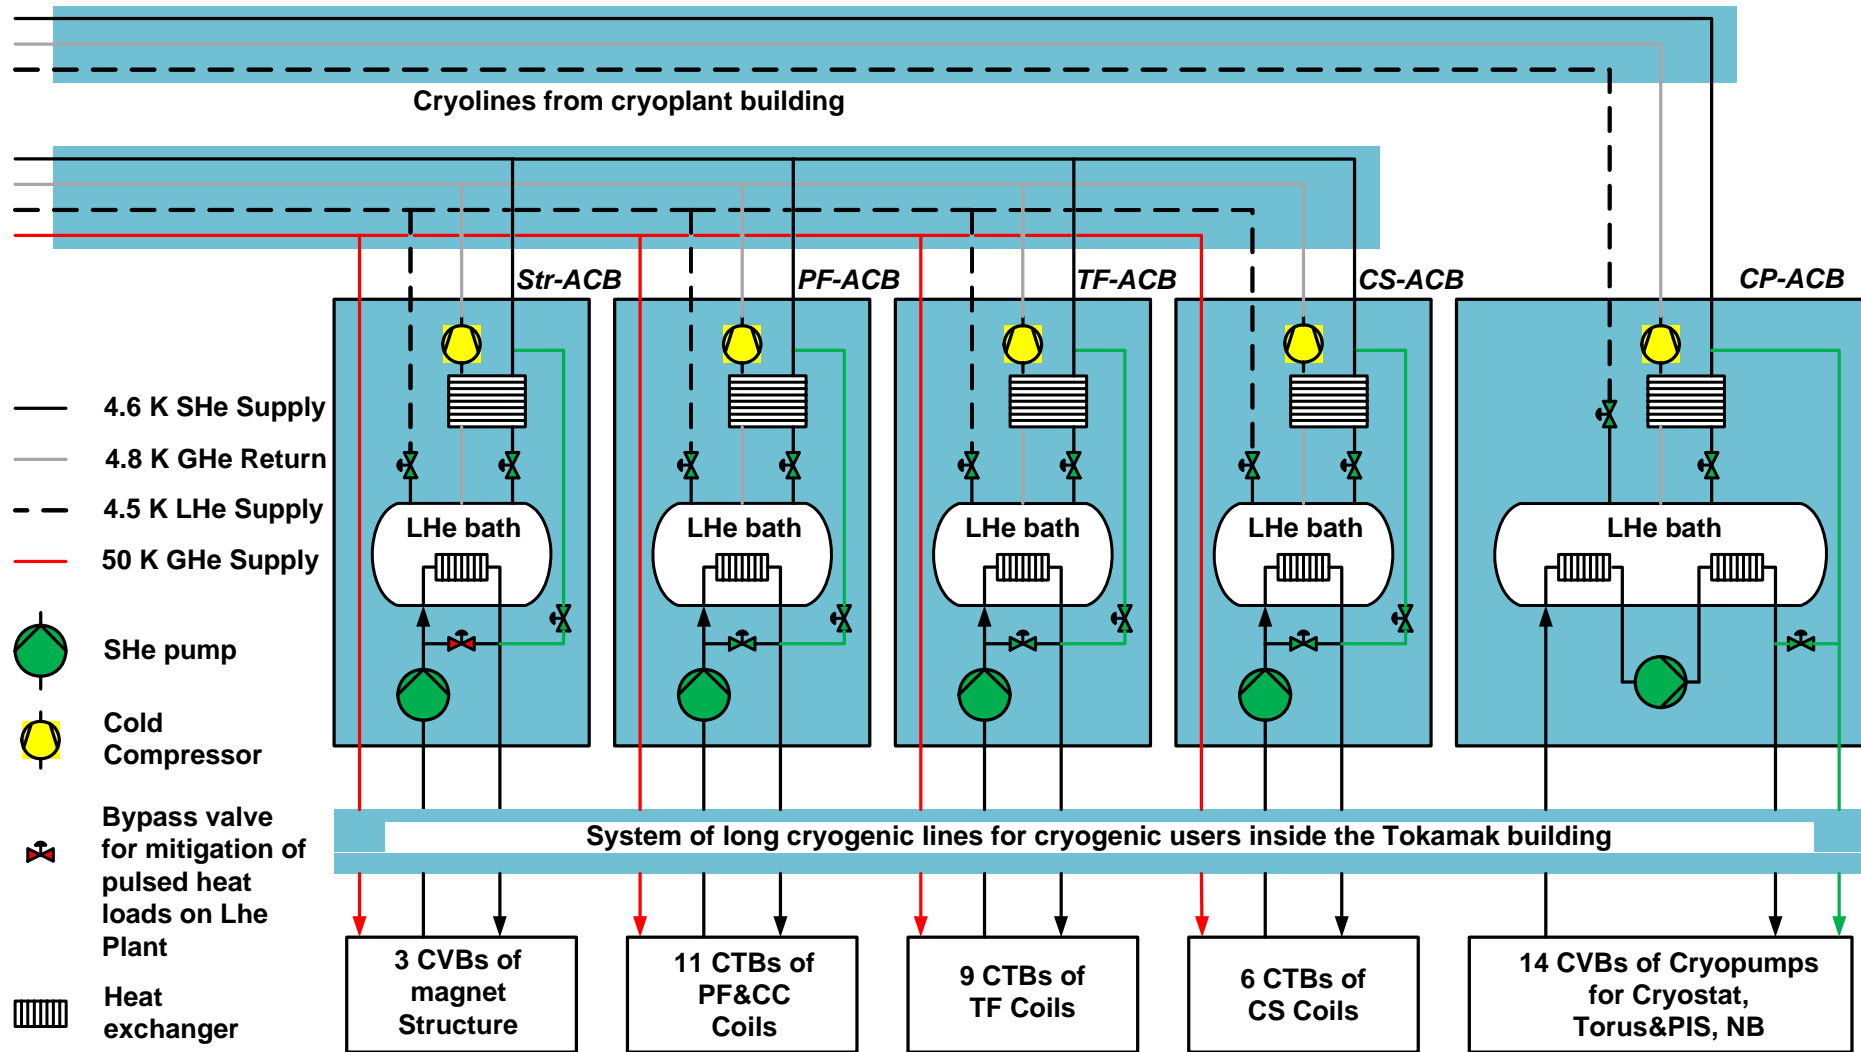 Cryolines from cryoplant building
Str-ACB
PF-ACB
TF-ACB
CS-ACB
CP-ACB
4.6 K SHe Supply
4.8 K GHe Return
4.5 K LHe Supply
50 K GHe Supply
SHe pump
Cold
Compressor
Bypass valve
for mitigation of
pulsed heat
loads on Lhe
Plant
Heat
exchanger
LHe bath
LHe bath
LHe bath
LHe bath
LHe bath
System of long cryogenic lines for cryogenic users inside the Tokamak building
3 CVBs of
magnet
Structure
11 CTBs of
PF&CC
Coils
9 CTBs of
TF Coils
6 CTBs of
CS Coils
14 CVBs of Cryopumps
for Cryostat,
Torus&PIS, NB